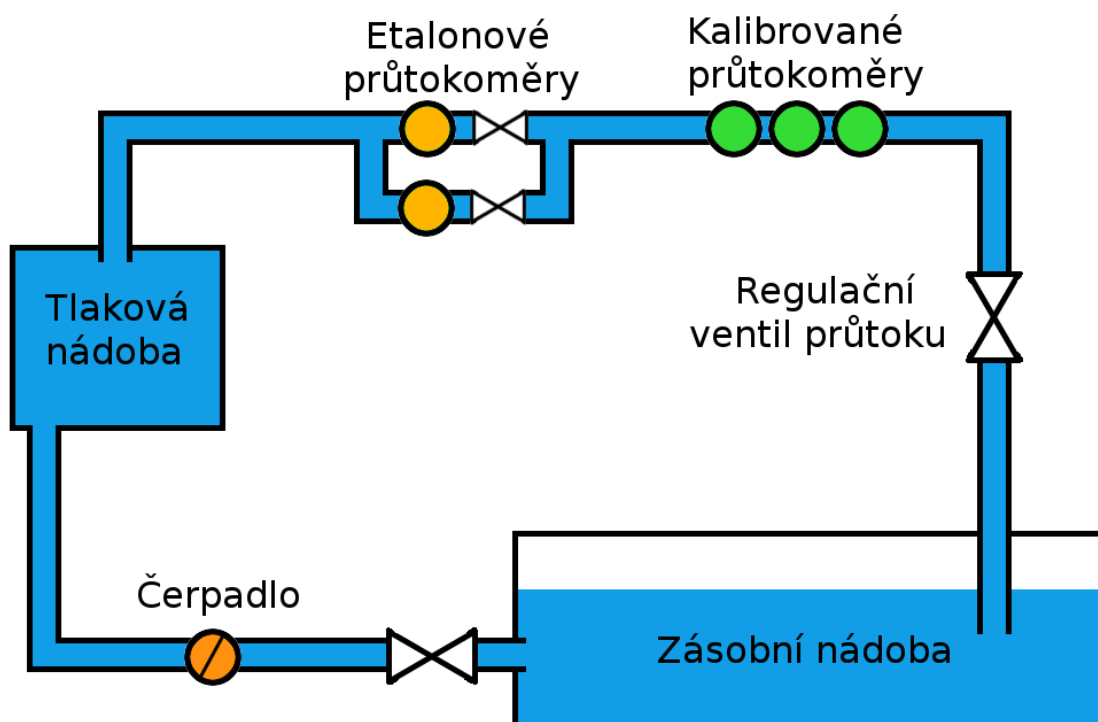 Etalonové
průtokoměry
Kalibrované
průtokoměry
Tlaková
nádoba
Regulační
ventil průtoku
Čerpadlo
Zásobní nádoba